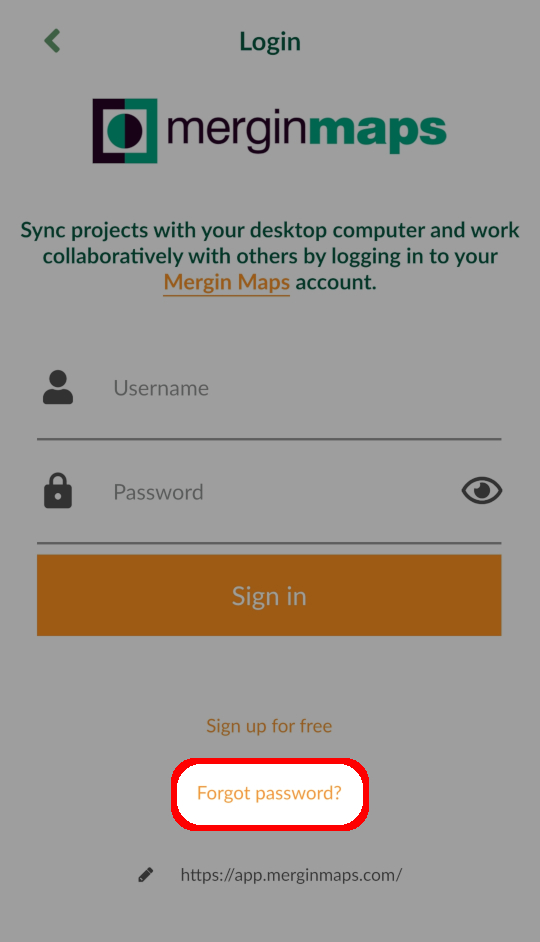 Login
merginmaps
Sync projects with your desktop computer and work
collaboratively with others by logging in to your
Mergin Maps account.
Username
Password
Sign in
Sign up for free
Forgot password?
https://app.merginmaps.com/